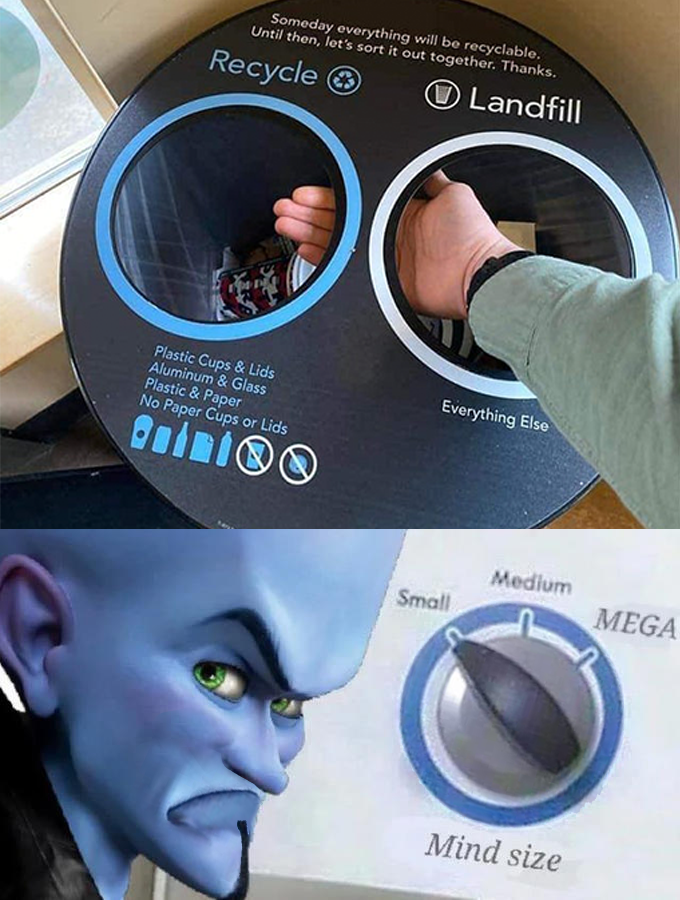 Someday everything will be recyclable.
Until then, let's sort it out together. Thanks.
Recycle
Landfill
Plastic Cups & Lids
Aluminum & Glass
Plastic & Paper
No Paper Cups or Lids
Everything Else
Small
Medium
MEGA
Mind size